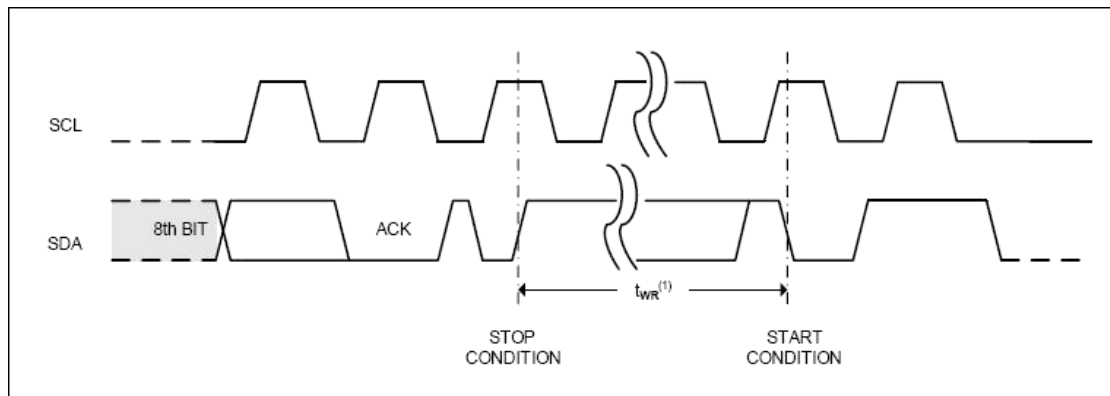 SCL
8th BIT
ACK
SDA
tWR(1)
STOP
CONDITION
START
CONDITION